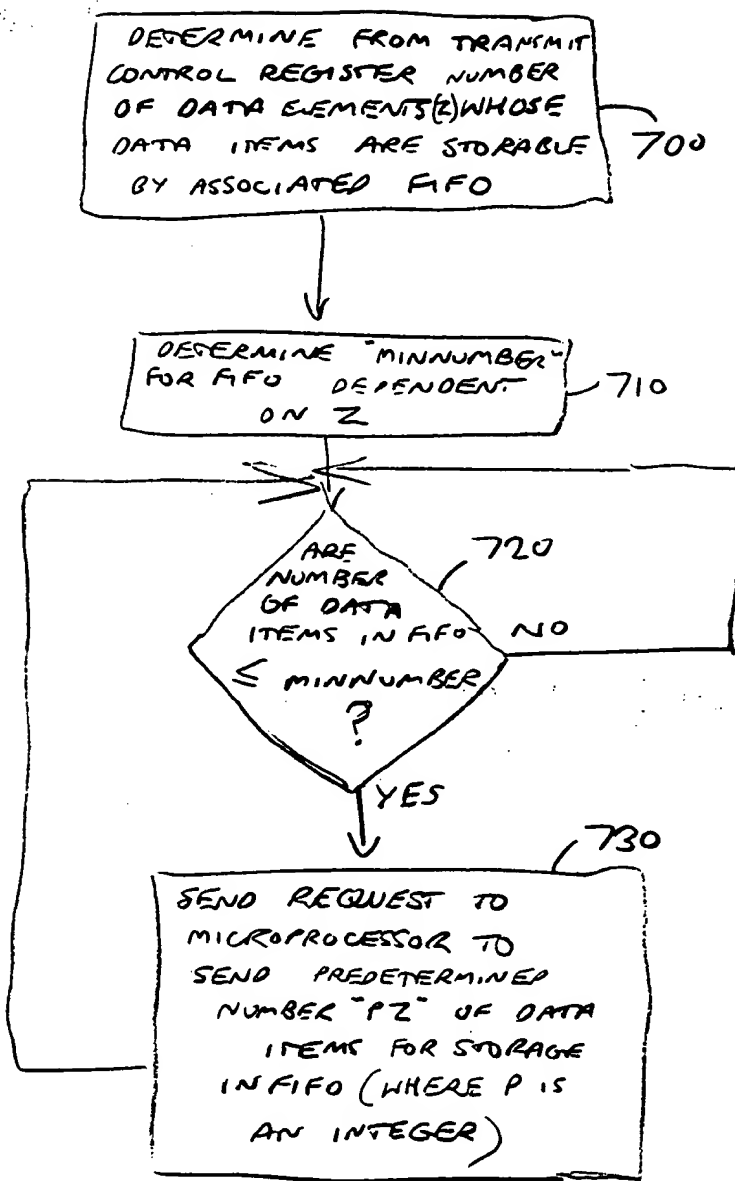 DETERMINE FROM TRANSMIT
CONTROL REGISTER NUMBER
OF DATA ELEMENTS(Z) WHOSE
DATA ITEMS ARE STORABLE
BY ASSOCIATED FIFO
700
DETERMINE "MINNUMBER"
FOR FIFO DEPENDENT
ON Z
710
ARE
NUMBER
OF DATA
ITEMS IN FIFO
≤ MINNUMBER
?
720
NO
YES
730
SEND REQUEST TO
MICROPROCESSOR TO
SEND PREDETERMINED
NUMBER "PZ" OF DATA
ITEMS FOR STORAGE
IN FIFO (WHERE P IS
AN INTEGER)